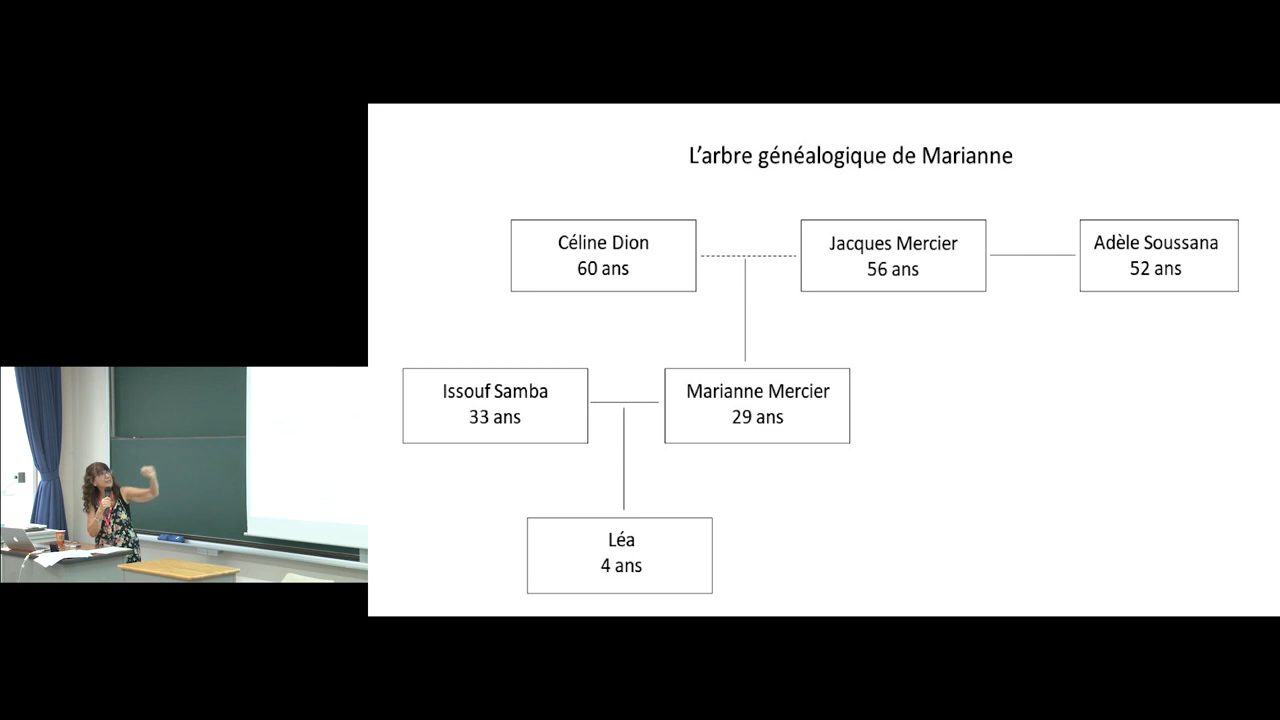 L'arbre généalogique de Marianne
Céline Dion
60 ans
Jacques Mercier
56 ans
Adèle Soussana
52 ans
Issouf Samba
33 ans
Marianne Mercier
29 ans
Léa
4 ans